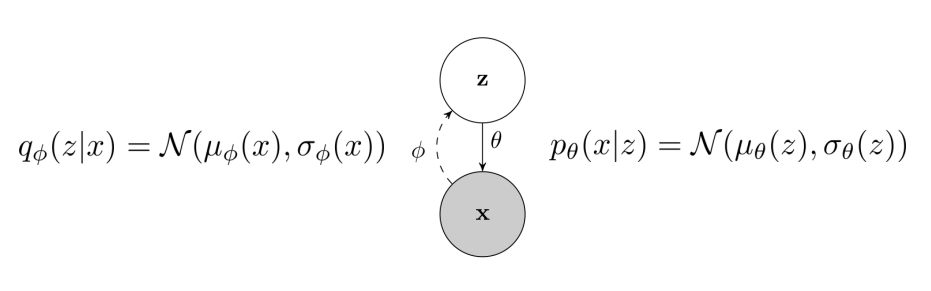 z
q_ϕ(z|x) = 𝒩(μ_ϕ(x), σ_ϕ(x))
ϕ
θ
p_θ(x|z) = 𝒩(μ_θ(z), σ_θ(z))
x